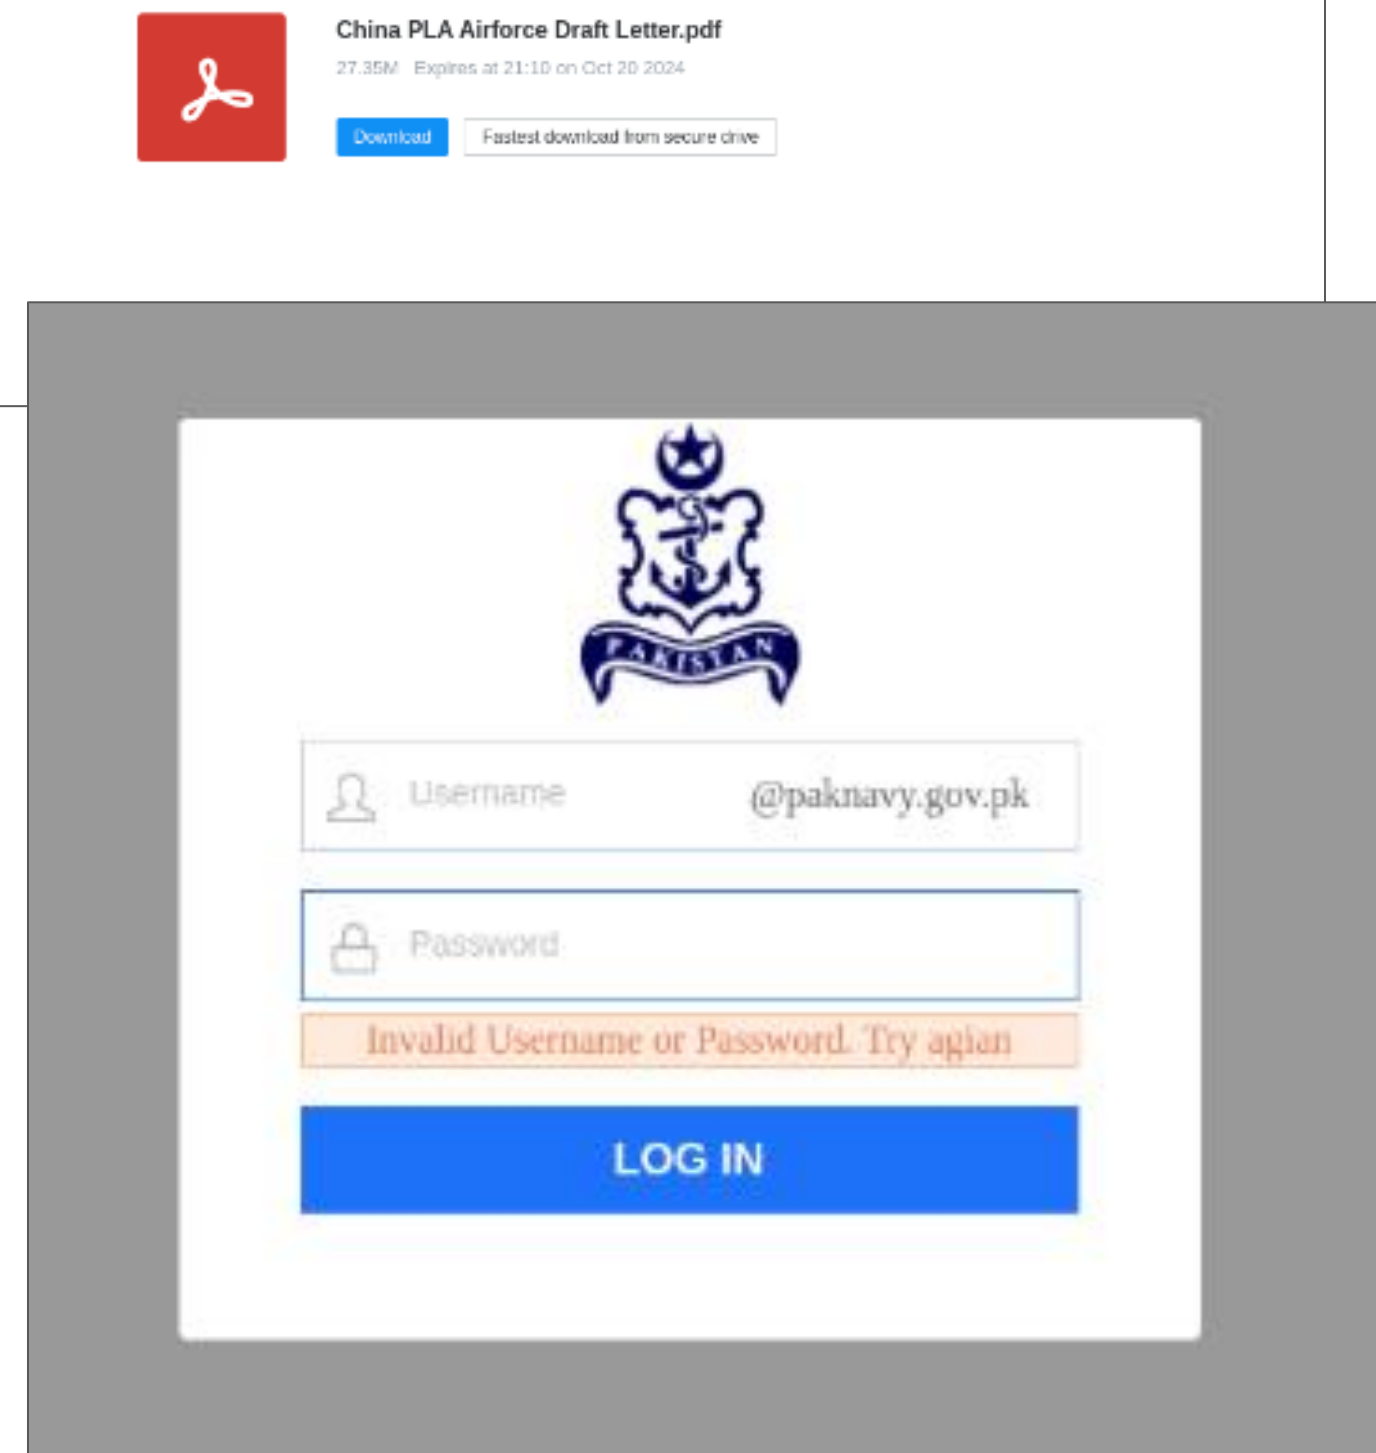 China PLA Airforce Draft Letter.pdf
27.35M Expires at 21:10 on Oct 20 2024
Download Fastest download from secure drive
PAKISTAN
Username @paknavy.gov.pk
Password
Invalid Username or Password. Try agian
LOG IN